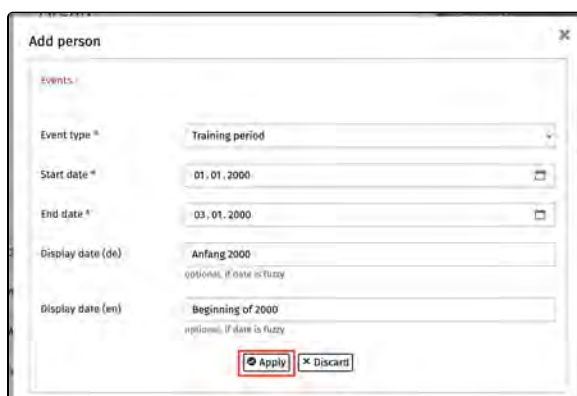 Add person
Events
Event type *
Training period
Start date *
01.01.2000
End date *
03.01.2000
Display date (de)
Anfang 2000
optional, if date is fuzzy
Display date (en)
Beginning of 2000
optional, if date is fuzzy
Apply
Discard